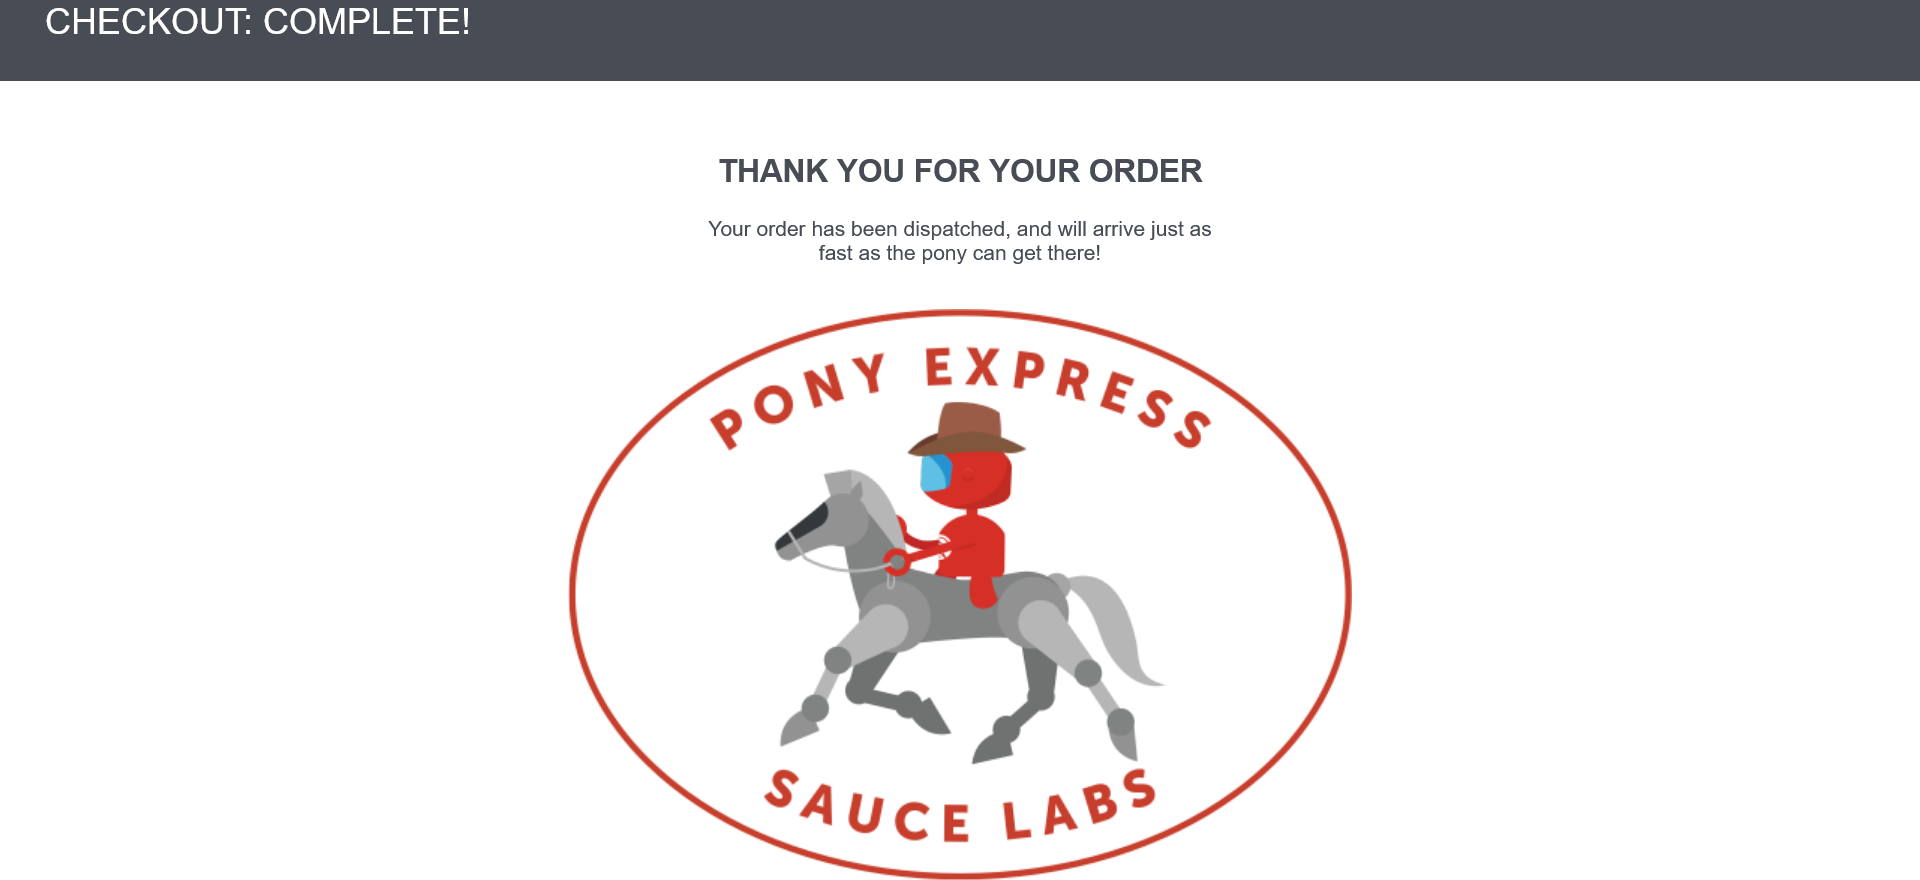 CHECKOUT: COMPLETE!
THANK YOU FOR YOUR ORDER
Your order has been dispatched, and will arrive just as
fast as the pony can get there!
PONY EXPRESS
SAUCE LABS